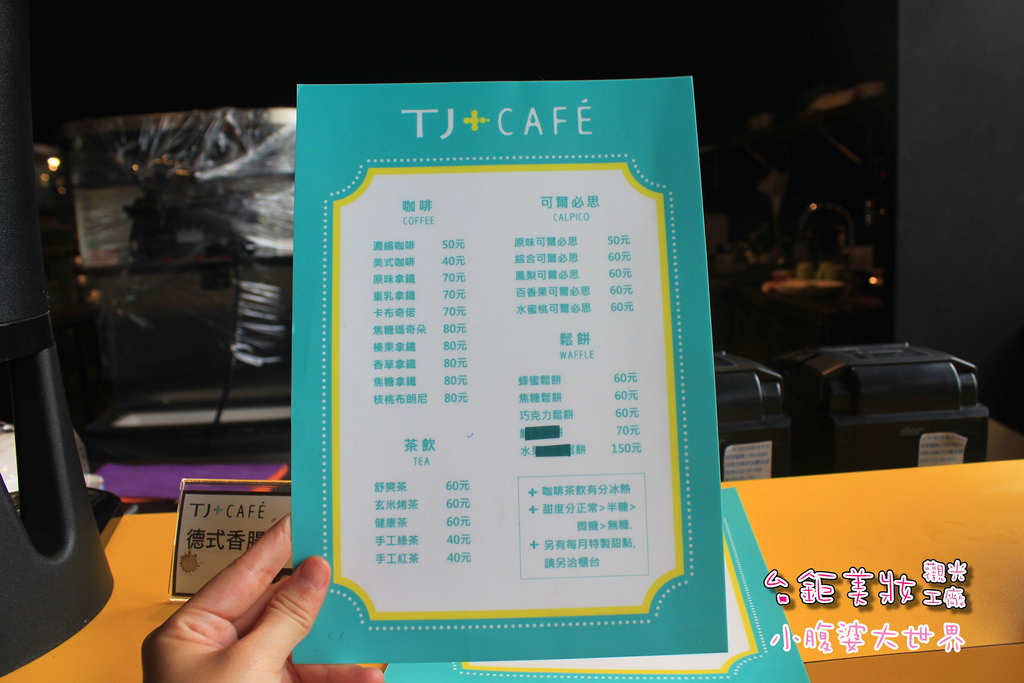 TJ+CAFÉ
咖啡
COFFEE
濃縮咖啡 50元
美式咖啡 40元
原味拿鐵 70元
重乳拿鐵 70元
卡布奇偌 70元
焦糖瑪奇朵 80元
榛果拿鐵 80元
香草拿鐵 80元
焦糖拿鐵 80元
核桃布朗尼 80元
茶飲
TEA
舒爽茶 60元
玄米烤茶 60元
健康茶 60元
手工綠茶 40元
手工紅茶 40元
可爾必思
CALPICO
原味可爾必思 50元
綜合可爾必思 60元
鳳梨可爾必思 60元
百香果可爾必思 60元
水蜜桃可爾必思 60元
鬆餅
WAFFLE
蜂蜜鬆餅 60元
焦糖鬆餅 60元
巧克力鬆餅 60元
70元
水 餅 150元
+ 咖啡茶飲有分冰熱
+ 甜度分正常>半糖>
微糖>無糖.
+ 另有每月特製甜點,
請另洽櫃台
TJ+CAFÉ
德式香腸
台鉅美妝觀光工廠
小腹婆大世界